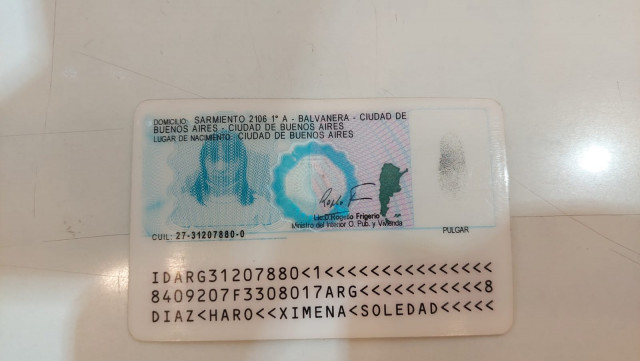 DOMICILIO: SARMIENTO 2106 1° A - BALVANERA - CIUDAD DE
BUENOS AIRES - CIUDAD DE BUENOS AIRES
LUGAR DE NACIMIENTO: CIUDAD DE BUENOS AIRES
Lic. Rogelio Frigerio
Ministro del Interior O. Pub. y Vivienda
CUIL: 27-31207880-0
PULGAR
IDARG31207880<1<<<<<<<<<<<<<<<
8409207F3308017ARG<<<<<<<<<<<8
DIAZ<HARO<<XIMENA<SOLEDAD<<<<<